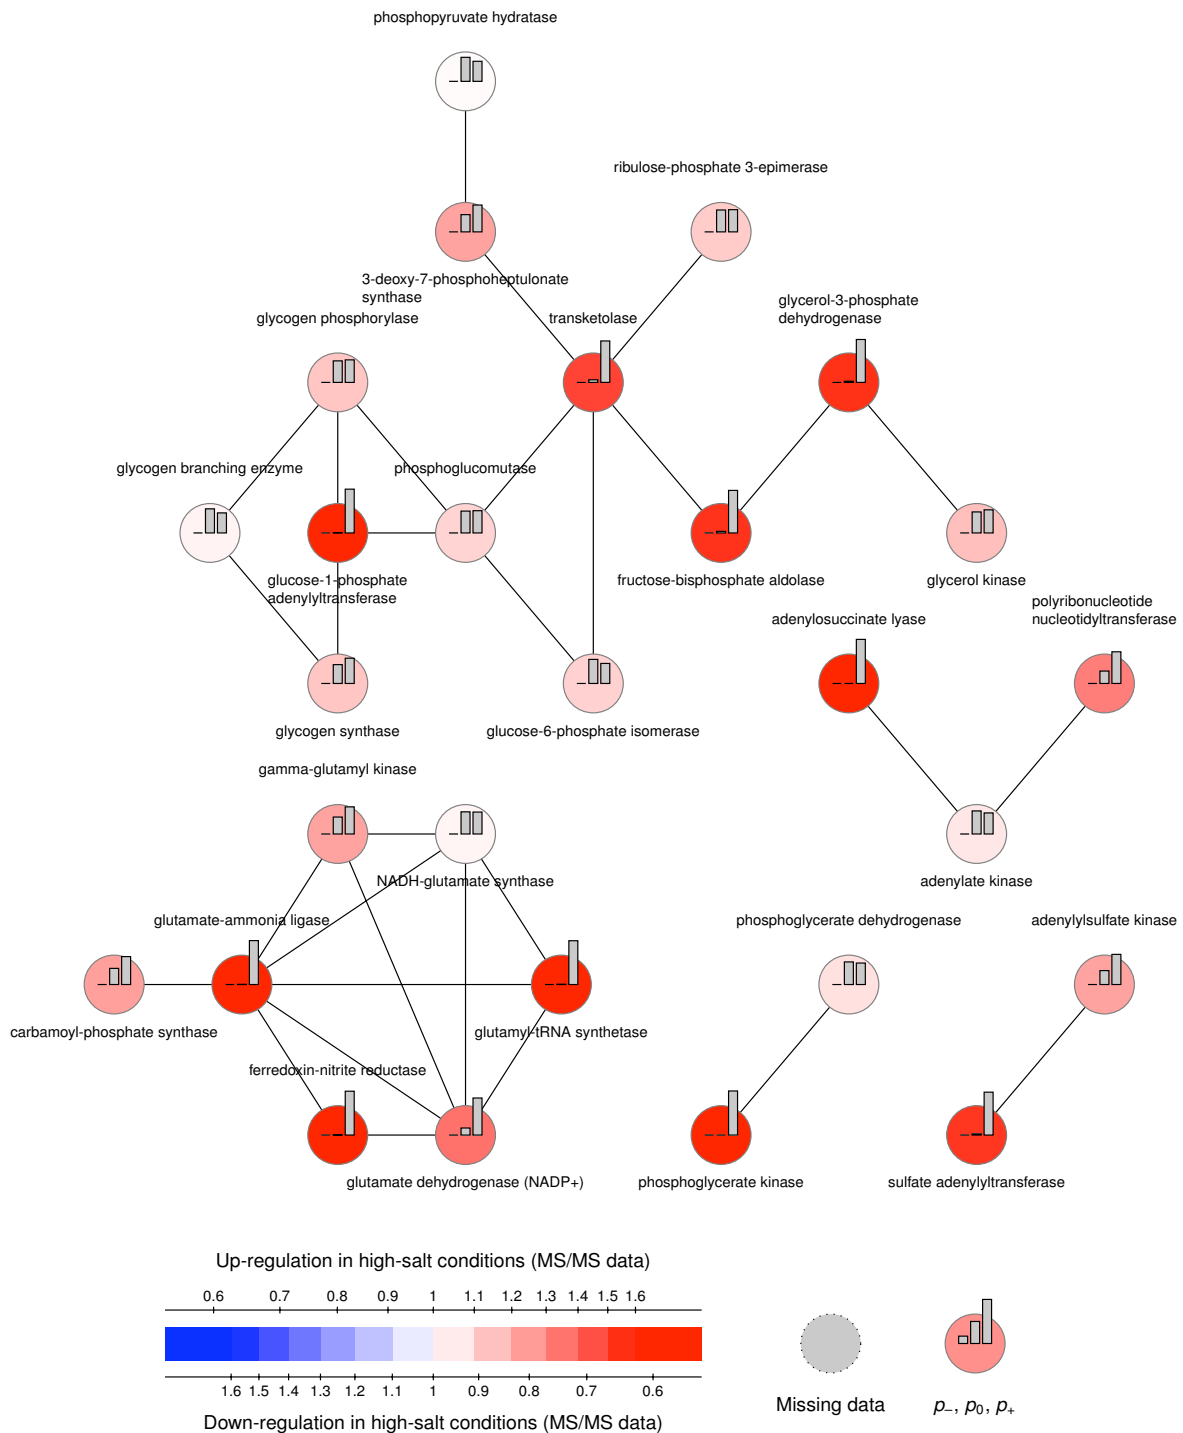 phosphopyruvate hydratase
ribulose-phosphate 3-epimerase
3-deoxy-7-phosphoheptulonate
synthase
glycerol-3-phosphate
dehydrogenase
glycogen phosphorylase
transketolase
glycogen branching enzyme
phosphoglucomutase
glucose-1-phosphate
adenylyltransferase
fructose-bisphosphate aldolase
glycerol kinase
polyribonucleotide
nucleotidyltransferase
adenylosuccinate lyase
glycogen synthase
glucose-6-phosphate isomerase
gamma-glutamyl kinase
NADH-glutamate synthase
adenylate kinase
glutamate-ammonia ligase
phosphoglycerate dehydrogenase
adenylylsulfate kinase
carbamoyl-phosphate synthase
glutamyl-tRNA synthetase
ferredoxin-nitrite reductase
glutamate dehydrogenase (NADP+)
phosphoglycerate kinase
sulfate adenylyltransferase
Up-regulation in high-salt conditions (MS/MS data)
0.6 0.7 0.8 0.9 1 1.1 1.2 1.3 1.4 1.5 1.6
1.6 1.5 1.4 1.3 1.2 1.1 1 0.9 0.8 0.7 0.6
Down-regulation in high-salt conditions (MS/MS data)
Missing data
p₋, p₀, p₊